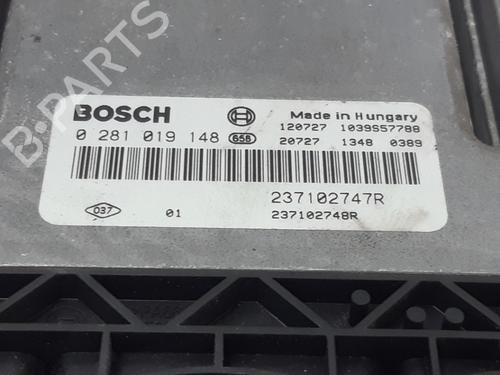 B-PARTS
BOSCH
Made in Hungary
120727 1039S57788
0 281 019 148 658
20727 1348 0389
237102747R
037 01 237102748R